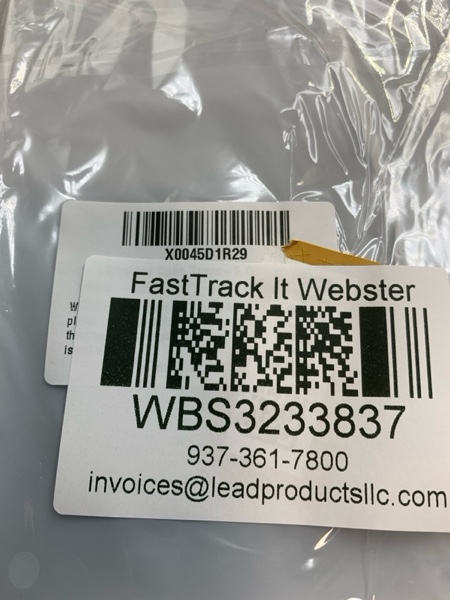 X0045D1R29
FastTrack It Webster
WBS3233837
937-361-7800
invoices@leadproductsllc.com